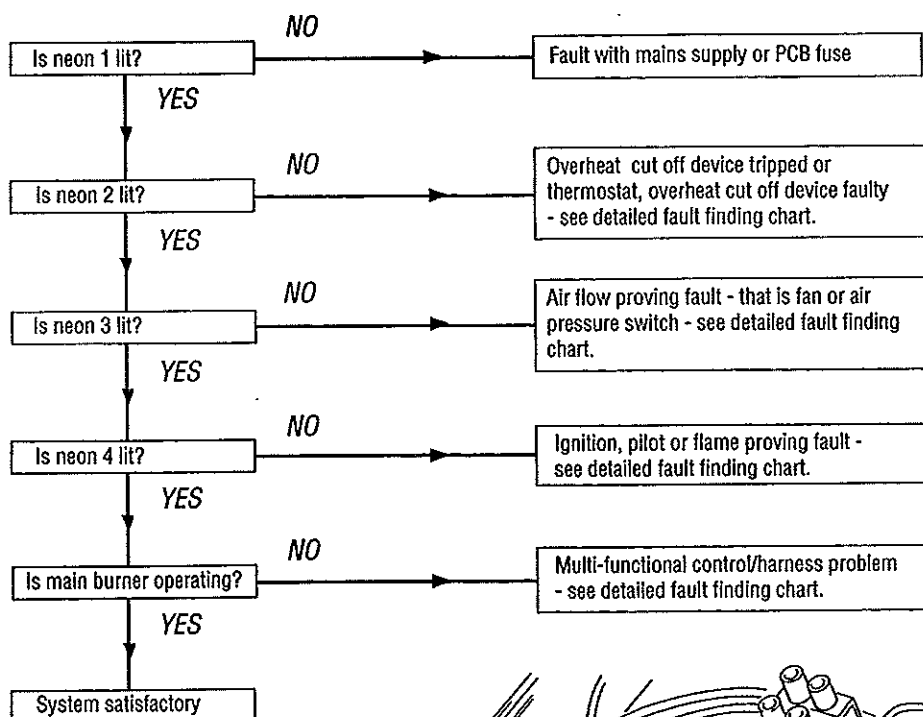 NO
Is neon 1 lit?
Fault with mains supply or PCB fuse
YES
NO
Is neon 2 lit?
Overheat cut off device tripped or
thermostat, overheat cut off device faulty
- see detailed fault finding chart.
YES
NO
Is neon 3 lit?
Air flow proving fault - that is fan or air
pressure switch - see detailed fault finding
chart.
YES
NO
Is neon 4 lit?
Ignition, pilot or flame proving fault -
see detailed fault finding chart.
YES
NO
Is main burner operating?
Multi-functional control/harness problem
- see detailed fault finding chart.
YES
System satisfactory